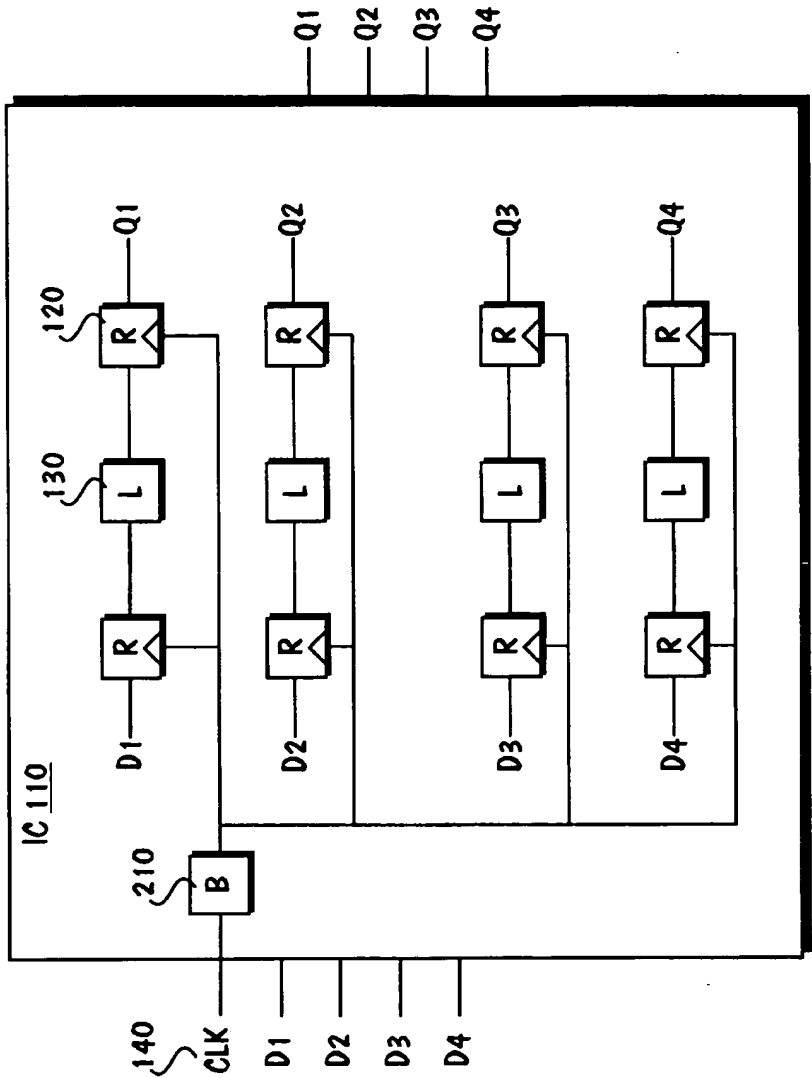 IC 110
130
120
D1 R L R Q1
140
210
CLK B
D1
D2
D3
D4
D2 R L R Q2
Q1
Q2
Q3
Q4
D3 R L R Q3
D4 R L R Q4